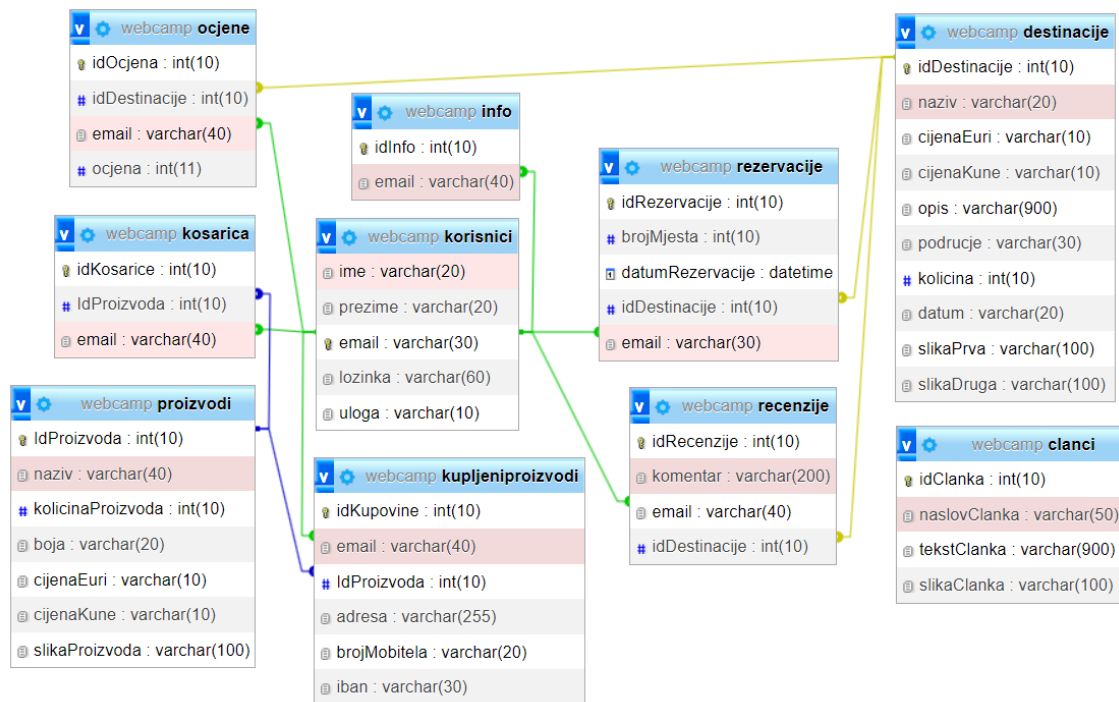 webcamp ocjene
idOcjena : int(10)
idDestinacije : int(10)
email : varchar(40)
ocjena : int(11)
webcamp info
idInfo : int(10)
email : varchar(40)
webcamp destinacije
idDestinacije : int(10)
naziv : varchar(20)
cijenaEuri : varchar(10)
cijenaKune : varchar(10)
opis : varchar(900)
podrucje : varchar(30)
kolicina : int(10)
datum : varchar(20)
slikaPrva : varchar(100)
slikaDruga : varchar(100)
webcamp rezervacije
idRezervacije : int(10)
brojMjesta : int(10)
datumRezervacije : datetime
idDestinacije : int(10)
email : varchar(30)
webcamp kosarica
idKosarice : int(10)
IdProizvoda : int(10)
email : varchar(40)
webcamp korisnici
ime : varchar(20)
prezime : varchar(20)
email : varchar(30)
lozinka : varchar(60)
uloga : varchar(10)
webcamp proizvodi
IdProizvoda : int(10)
naziv : varchar(40)
kolicinaProizvoda : int(10)
boja : varchar(20)
cijenaEuri : varchar(10)
cijenaKune : varchar(10)
slikaProizvoda : varchar(100)
webcamp kupljeniproizvodi
idKupovine : int(10)
email : varchar(40)
IdProizvoda : int(10)
adresa : varchar(255)
brojMobitela : varchar(20)
iban : varchar(30)
webcamp recenzije
idRecenzije : int(10)
komentar : varchar(200)
email : varchar(40)
idDestinacije : int(10)
webcamp clanci
idClanka : int(10)
naslovClanka : varchar(50)
tekstClanka : varchar(900)
slikaClanka : varchar(100)